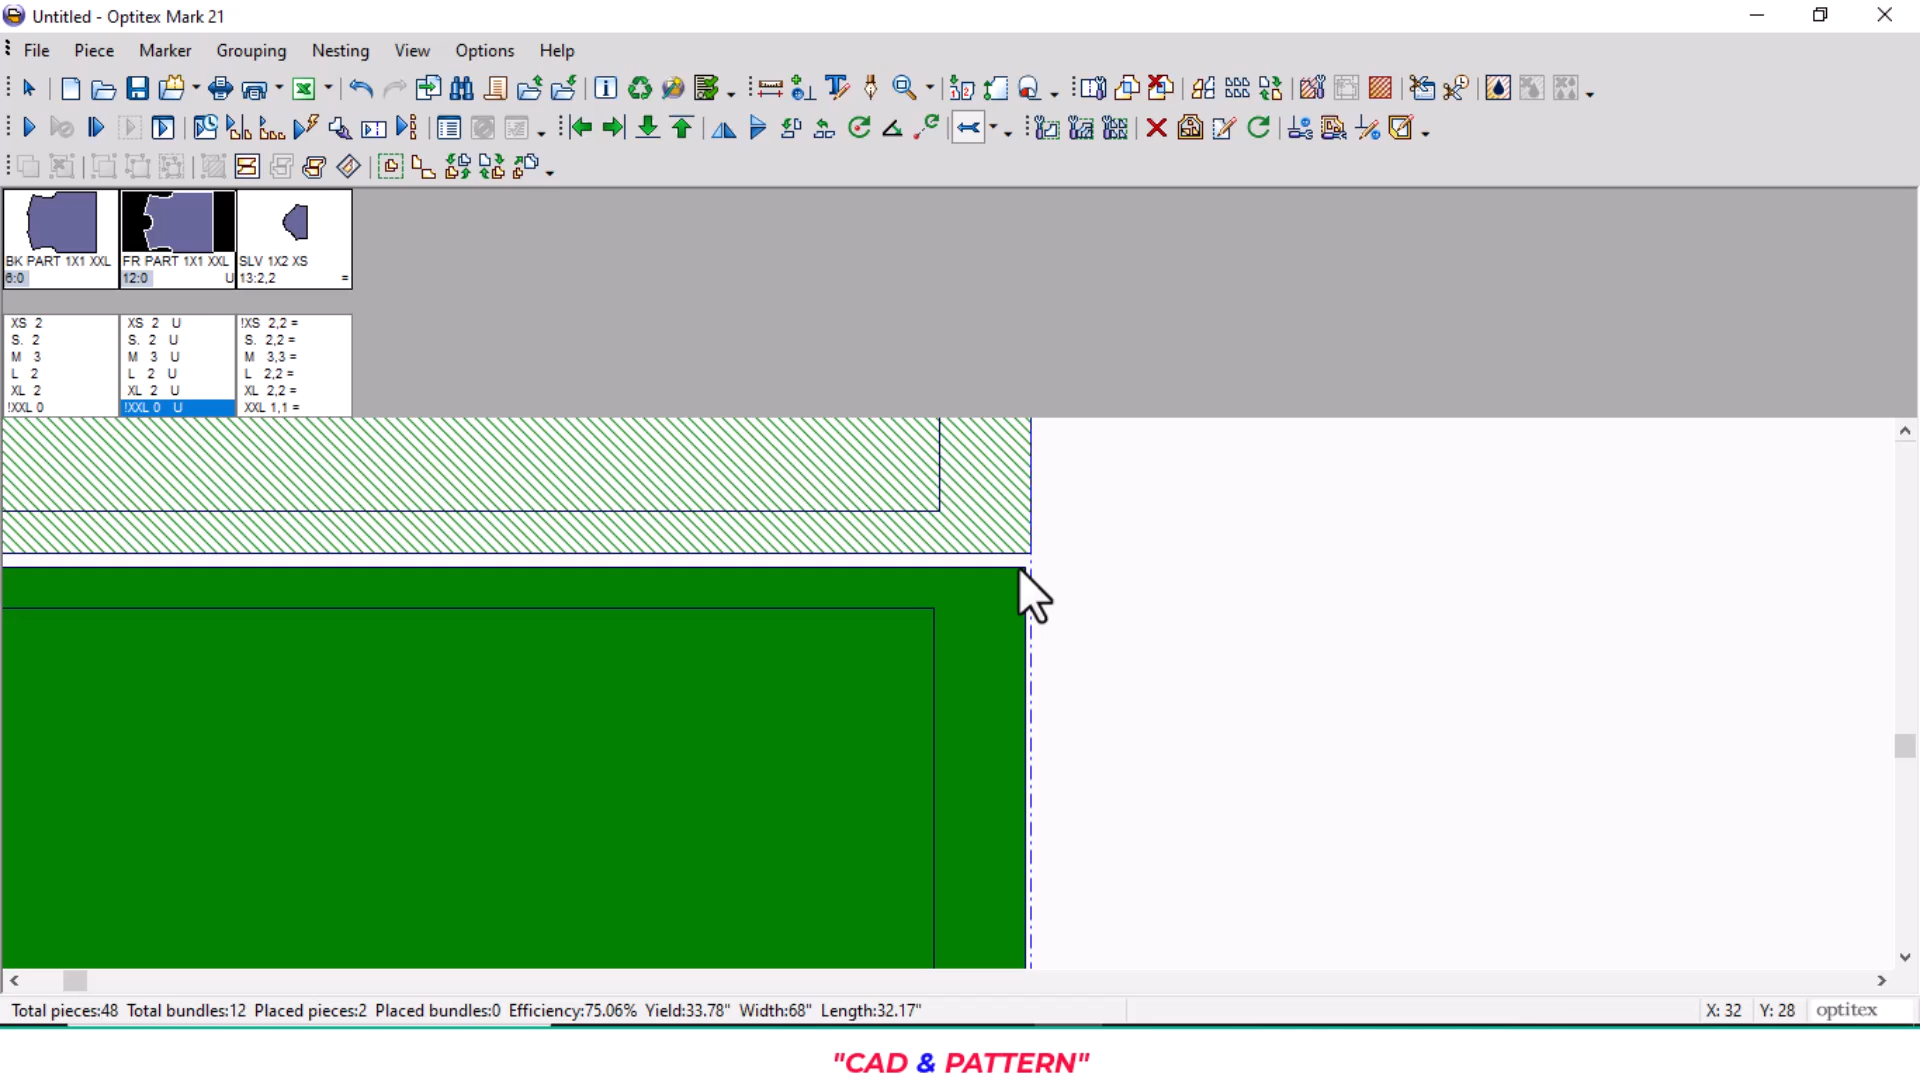 Untitled - Optitex Mark 21
File Piece Marker Grouping Nesting View Options Help
BK PART 1X1 XXL FR PART 1X1 XXL SLV 1X2 XS
6:0 12:0 U 13:2,2 =
XS 2 XS 2 U !XS 2,2 =
S. 2 S. 2 U S. 2,2 =
M 3 M 3 U M 3,3 =
L 2 L 2 U L 2,2 =
XL 2 XL 2 U XL 2,2 =
!XXL 0 !XXL 0 U XXL 1,1 =
Total pieces:48 Total bundles:12 Placed pieces:2 Placed bundles:0 Efficiency:75.06% Yield:33.78" Width:68" Length:32.17" X: 32 Y: 28 optitex
"CAD & PATTERN"